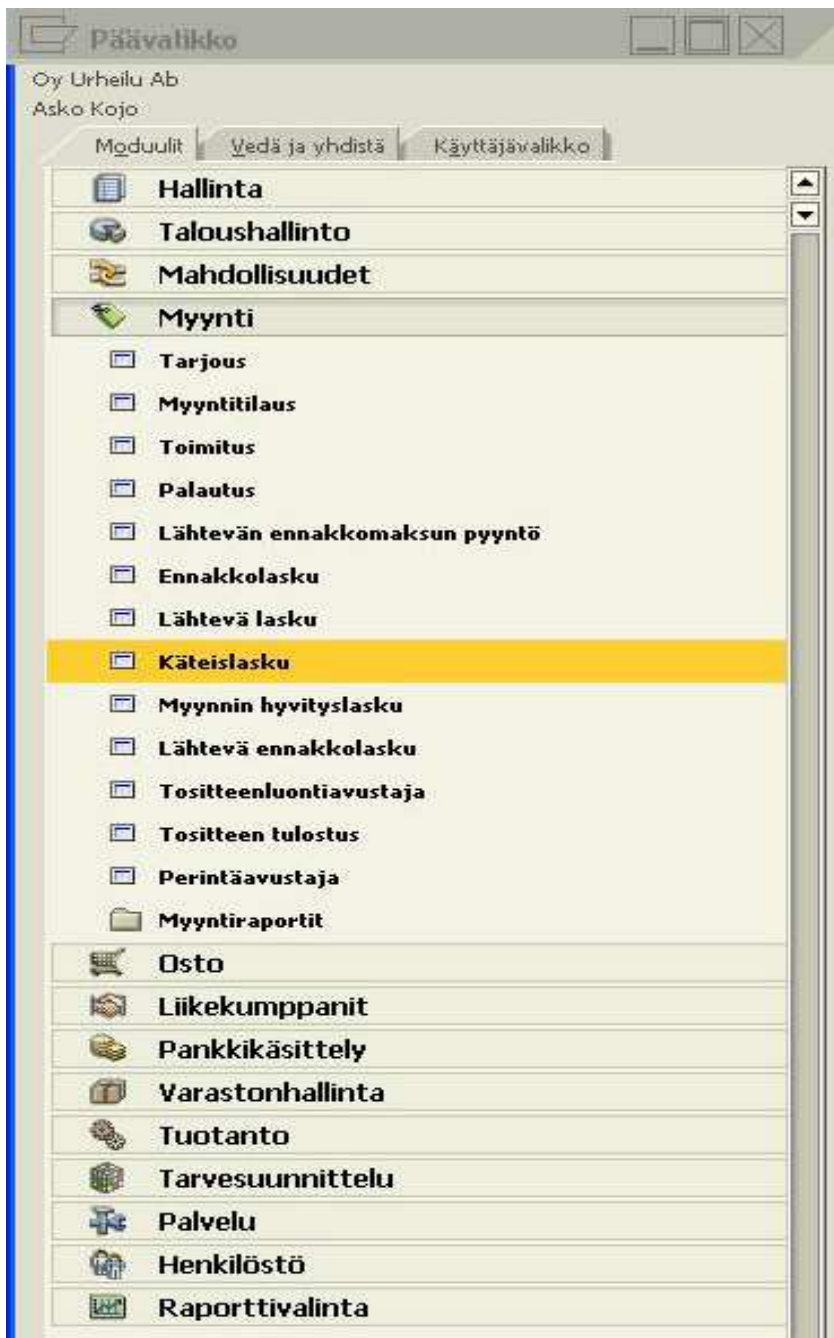 Päävalikko
Oy Urheilu Ab
Asko Kojo
Moduulit Vedä ja yhdistä Käyttäjävalikko
Hallinta
Taloushallinto
Mahdollisuudet
Myynti
Tarjous
Myyntitilaus
Toimitus
Palautus
Lähtevän ennakkomaksun pyyntö
Ennakkolasku
Lähtevä lasku
Käteislasku
Myynnin hyvityslasku
Lähtevä ennakkolasku
Tositteenluontiavustaja
Tositteen tulostus
Perintäavustaja
Myyntiraportit
Osto
Liikekumppanit
Pankkikäsittely
Varastonhallinta
Tuotanto
Tarvesuunnittelu
Palvelu
Henkilöstö
Raporttivalinta